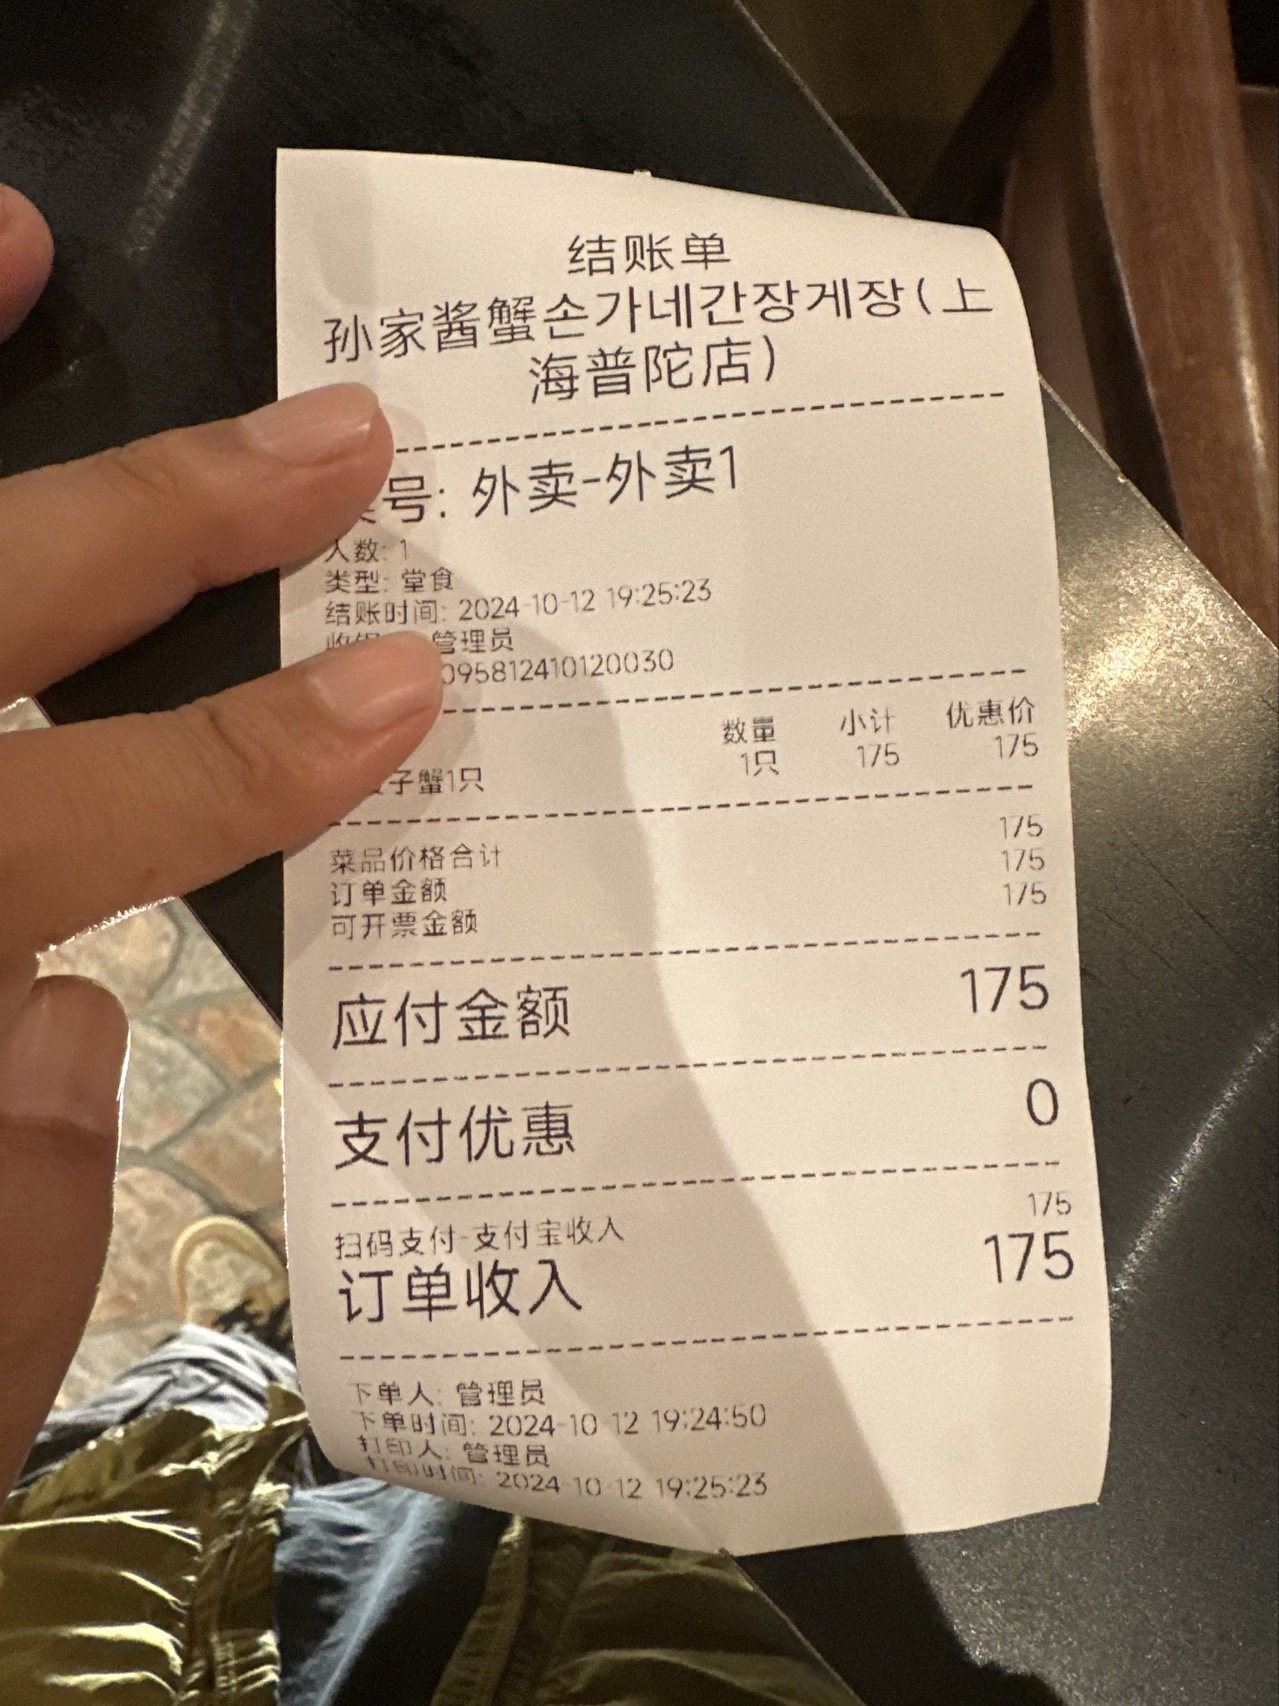 结账单
孙家酱蟹손가네간장게장(上
海普陀店)
号: 外卖-外卖1
人数: 1
类型: 堂食
结账时间: 2024-10-12 19:25:23
管理员
095812410120030
数量 小计 优惠价
子蟹1只 1只 175 175
菜品价格合计 175
订单金额 175
可开票金额 175
应付金额 175
支付优惠 0
扫码支付-支付宝收入 175
订单收入 175
下单人: 管理员
下单时间: 2024-10-12 19:24:50
打印人: 管理员
打印时间: 2024-10-12 19:25:23